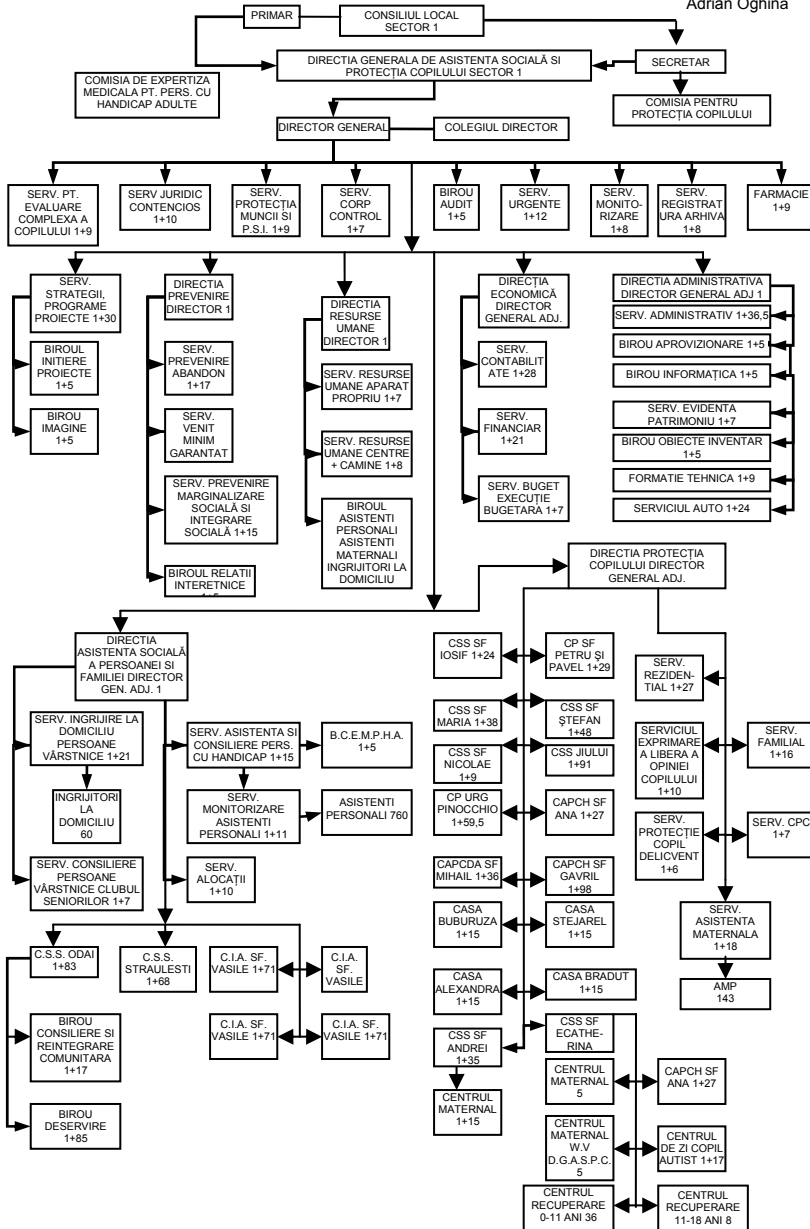 Adrian Oghina
PRIMAR
CONSILIUL LOCAL
SECTOR 1
DIRECTIA GENERALA DE ASISTENTA SOCIALĂ SI
PROTECȚIA COPILULUI SECTOR 1
SECRETAR
COMISIA DE EXPERTIZA
MEDICALA PT. PERS. CU
HANDICAP ADULTE
COMISIA PENTRU
PROTECȚIA COPILULUI
DIRECTOR GENERAL
COLEGIUL DIRECTOR
SERV. PT.
EVALUARE
COMPLEXA A
COPILULUI 1+9
SERV JURIDIC
CONTENCIOS
1+10
SERV.
PROTECȚIA
MUNCII SI
P.S.I. 1+9
SERV.
CORP
CONTROL
1+7
BIROU
AUDIT
1+5
SERV.
URGENTE
1+12
SERV.
MONITO-
RIZARE
1+8
SERV.
REGISTRAT
URA ARHIVA
1+8
FARMACIE
1+9
SERV.
STRATEGII,
PROGRAME
PROIECTE 1+30
BIROUL
INITIERE
PROIECTE
1+5
BIROU
IMAGINE
1+5
DIRECTIA
PREVENIRE
DIRECTOR 1
SERV.
PREVENIRE
ABANDON
1+17
SERV.
VENIT
MINIM
GARANTAT
SERV. PREVENIRE
MARGINALIZARE
SOCIALĂ SI
INTEGRARE
SOCIALĂ 1+15
BIROUL RELATII
INTERETNICE
1+5
DIRECTIA
RESURSE
UMANE
DIRECTOR 1
SERV. RESURSE
UMANE APARAT
PROPRIU 1+7
SERV. RESURSE
UMANE CENTRE
+ CAMINE 1+8
BIROUL
ASISTENTI
PERSONALI
ASISTENTI
MATERNALI
INGRIJITORI LA
DOMICILIU
DIRECȚIA
ECONOMICĂ
DIRECTOR
GENERAL ADJ.
SERV.
CONTABILIT
ATE 1+28
SERV.
FINANCIAR
1+21
SERV. BUGET
EXECUȚIE
BUGETARĂ 1+7
DIRECTIA ADMINISTRATIVA
DIRECTOR GENERAL ADJ 1
SERV. ADMINISTRATIV 1+36,5
BIROU APROVIZIONARE 1+5
BIROU INFORMATICA 1+5
SERV. EVIDENTA
PATRIMONIU 1+7
BIROU OBIECTE INVENTAR
1+5
FORMATIE TEHNICA 1+9
SERVICIUL AUTO 1+24
DIRECTIA PROTECȚIA
COPILULUI DIRECTOR
GENERAL ADJ.
DIRECTIA
ASISTENTA SOCIALĂ
A PERSOANEI SI
FAMILIEI DIRECTOR
GEN. ADJ. 1
SERV. INGRIJIRE LA
DOMICILIU
PERSOANE
VÂRSTNICE 1+21
INGRIJITORI
LA
DOMICILIU
60
SERV. CONSILIERE
PERSOANE
VÂRSTNICE CLUBUL
SENIORILOR 1+7
SERV. ASISTENTA SI
CONSILIERE PERS.
CU HANDICAP 1+15
B.C.E.M.P.H.A.
1+5
SERV.
MONITORIZARE
ASISTENTI
PERSONALI 1+11
ASISTENTI
PERSONALI 760
SERV.
ALOCAȚII
1+10
C.S.S. ODAI
1+83
C.S.S.
STRAULESTI
1+68
C.I.A. SF.
VASILE 1+71
C.I.A.
SF.
VASILE
BIROU
CONSILIERE SI
REINTEGRARE
COMUNITARA
1+17
C.I.A. SF.
VASILE 1+71
C.I.A. SF.
VASILE 1+71
BIROU
DESERVIRE
1+85
CSS SF
IOSIF 1+24
CP SF
PETRU ȘI
PAVEL 1+29
CSS SF
MARIA 1+38
CSS SF
ȘTEFAN
1+48
CSS SF
NICOLAE
1+9
CSS JIULUI
1+91
CP URG
PINOCCHIO
1+59,5
CAPCH SF
ANA 1+27
CAPCDA SF
MIHAIL 1+36
CAPCH SF
GAVRIL
1+98
CASA
BUBURUZA
1+15
CASA
STEJAREL
1+15
CASA
ALEXANDRA
1+15
CASA BRADUT
1+15
CSS SF
ANDREI
1+35
CSS SF
ECATHE-
RINA
CENTRUL
MATERNAL
1+15
CENTRUL
MATERNAL
5
CAPCH SF
ANA 1+27
CENTRUL
MATERNAL
W.V
D.G.A.S.P.C.
5
CENTRUL
DE ZI COPIL
AUTIST 1+17
CENTRUL
RECUPERARE
0-11 ANI 36
CENTRUL
RECUPERARE
11-18 ANI 8
SERV.
REZIDEN-
TIAL 1+27
SERVICIUL
EXPRIMARE
A LIBERA A
OPINIEI
COPILULUI
1+10
SERV.
FAMILIAL
1+16
SERV.
PROTECȚIE
COPIL
DELICVENT
1+6
SERV. CPC
1+7
SERV.
ASISTENTA
MATERNALA
1+18
AMP
143